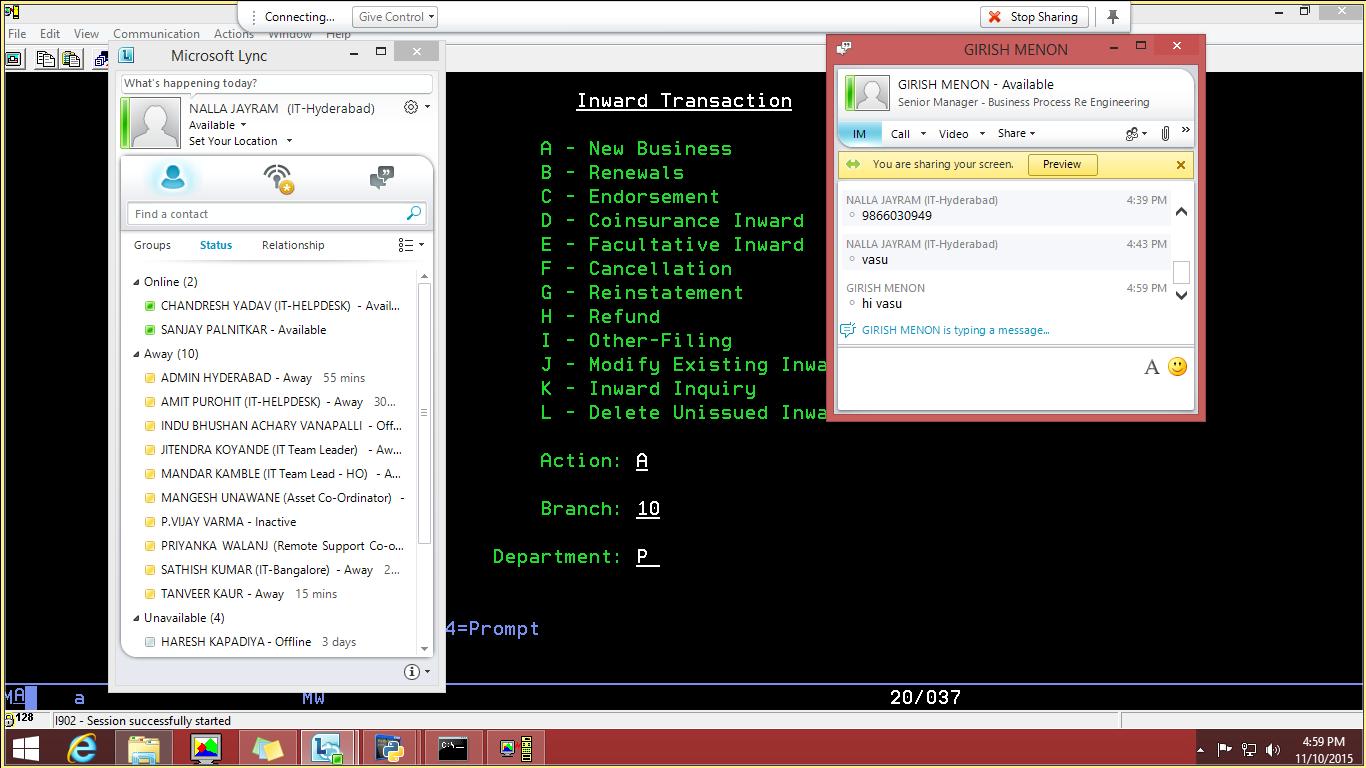 Connecting...
Give Control
Stop Sharing
File Edit View Communication Actions Window Help
Microsoft Lync
What's happening today?
NALLA JAYRAM (IT-Hyderabad)
Available
Set Your Location
Find a contact
Groups Status Relationship
Online (2)
CHANDRESH YADAV (IT-HELPDESK) - Avail...
SANJAY PALNITKAR - Available
Away (10)
ADMIN HYDERABAD - Away 55 mins
AMIT PUROHIT (IT-HELPDESK) - Away 30...
INDU BHUSHAN ACHARY VANAPALLI - Off...
JITENDRA KOYANDE (IT Team Leader) - Aw...
MANDAR KAMBLE (IT Team Lead - HO) - A...
MANGESH UNAWANE (Asset Co-Ordinator) -
P.VIJAY VARMA - Inactive
PRIYANKA WALANJ (Remote Support Co-o...
SATHISH KUMAR (IT-Bangalore) - Away 2...
TANVEER KAUR - Away 15 mins
Unavailable (4)
HARESH KAPADIYA - Offline 3 days
Inward Transaction
A - New Business
B - Renewals
C - Endorsement
D - Coinsurance Inward
E - Facultative Inward
F - Cancellation
G - Reinstatement
H - Refund
I - Other-Filing
J - Modify Existing Inwa
K - Inward Inquiry
L - Delete Unissued Inwa
Action: A
Branch: 10
Department: P
4=Prompt
GIRISH MENON
GIRISH MENON - Available
Senior Manager - Business Process Re Engineering
IM Call Video Share
You are sharing your screen. Preview
NALLA JAYRAM (IT-Hyderabad) 4:39 PM
9866030949
NALLA JAYRAM (IT-Hyderabad) 4:43 PM
vasu
GIRISH MENON 4:59 PM
hi vasu
GIRISH MENON is typing a message...
A
MA a MW 20/037
128 I902 - Session successfully started
4:59 PM
11/10/2015